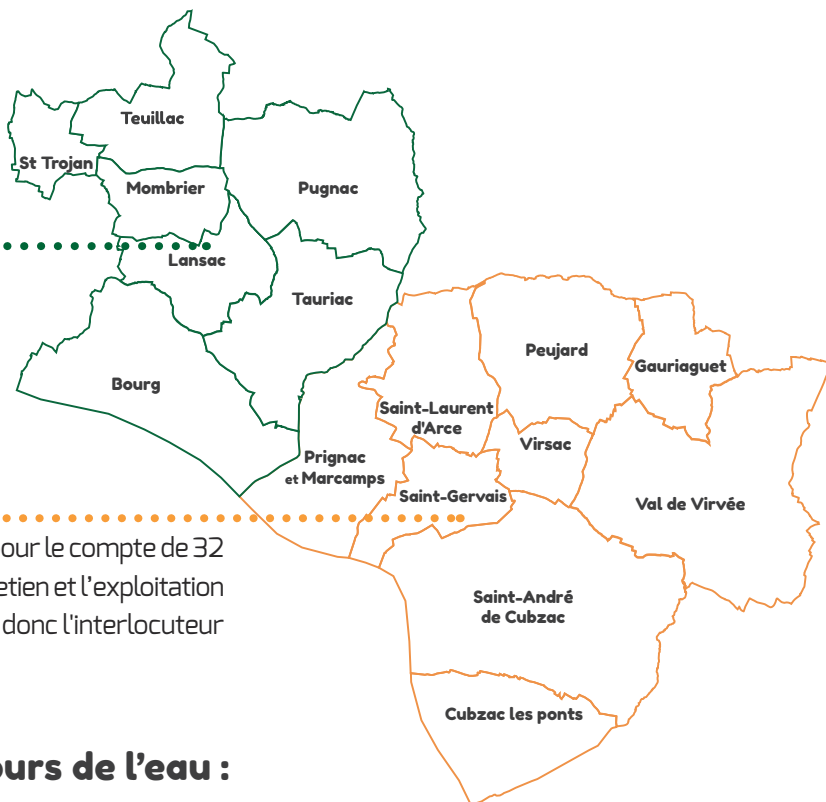 Teuillac
St Trojan
Mombrier
Pugnac
Lansac
Tauriac
Bourg
Peujard
Gauriaguet
Saint-Laurent
d'Arce
Virsac
Prignac
et Marcamps
Saint-Gervais
Val de Virvée
our le compte de 32
etien et l’exploitation
donc l'interlocuteur
Saint-André
de Cubzac
Cubzac les ponts
ours de l’eau :